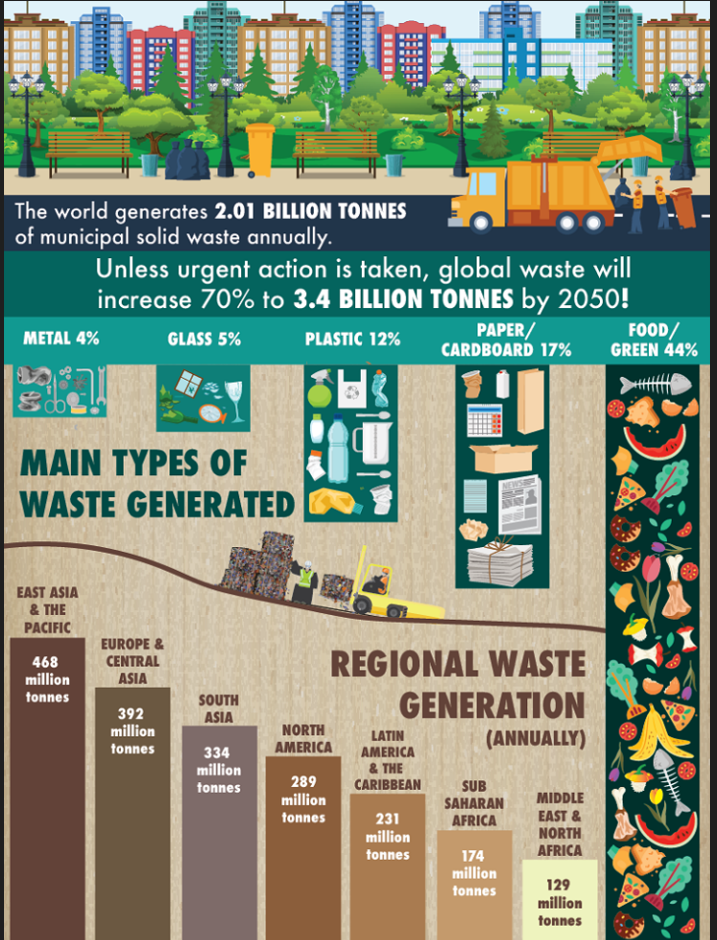 The world generates 2.01 BILLION TONNES
of municipal solid waste annually.
Unless urgent action is taken, global waste will
increase 70% to 3.4 BILLION TONNES by 2050!
METAL 4%
GLASS 5%
PLASTIC 12%
PAPER/
CARDBOARD 17%
FOOD/
GREEN 44%
NEWS
MAIN TYPES OF
WASTE GENERATED
REGIONAL WASTE
GENERATION
(ANNUALLY)
EAST ASIA
& THE
PACIFIC
468
million
tonnes
EUROPE &
CENTRAL
ASIA
392
million
tonnes
SOUTH
ASIA
334
million
tonnes
NORTH
AMERICA
289
million
tonnes
LATIN
AMERICA
& THE
CARIBBEAN
231
million
tonnes
SUB
SAHARAN
AFRICA
174
million
tonnes
MIDDLE
EAST &
NORTH
AFRICA
129
million
tonnes